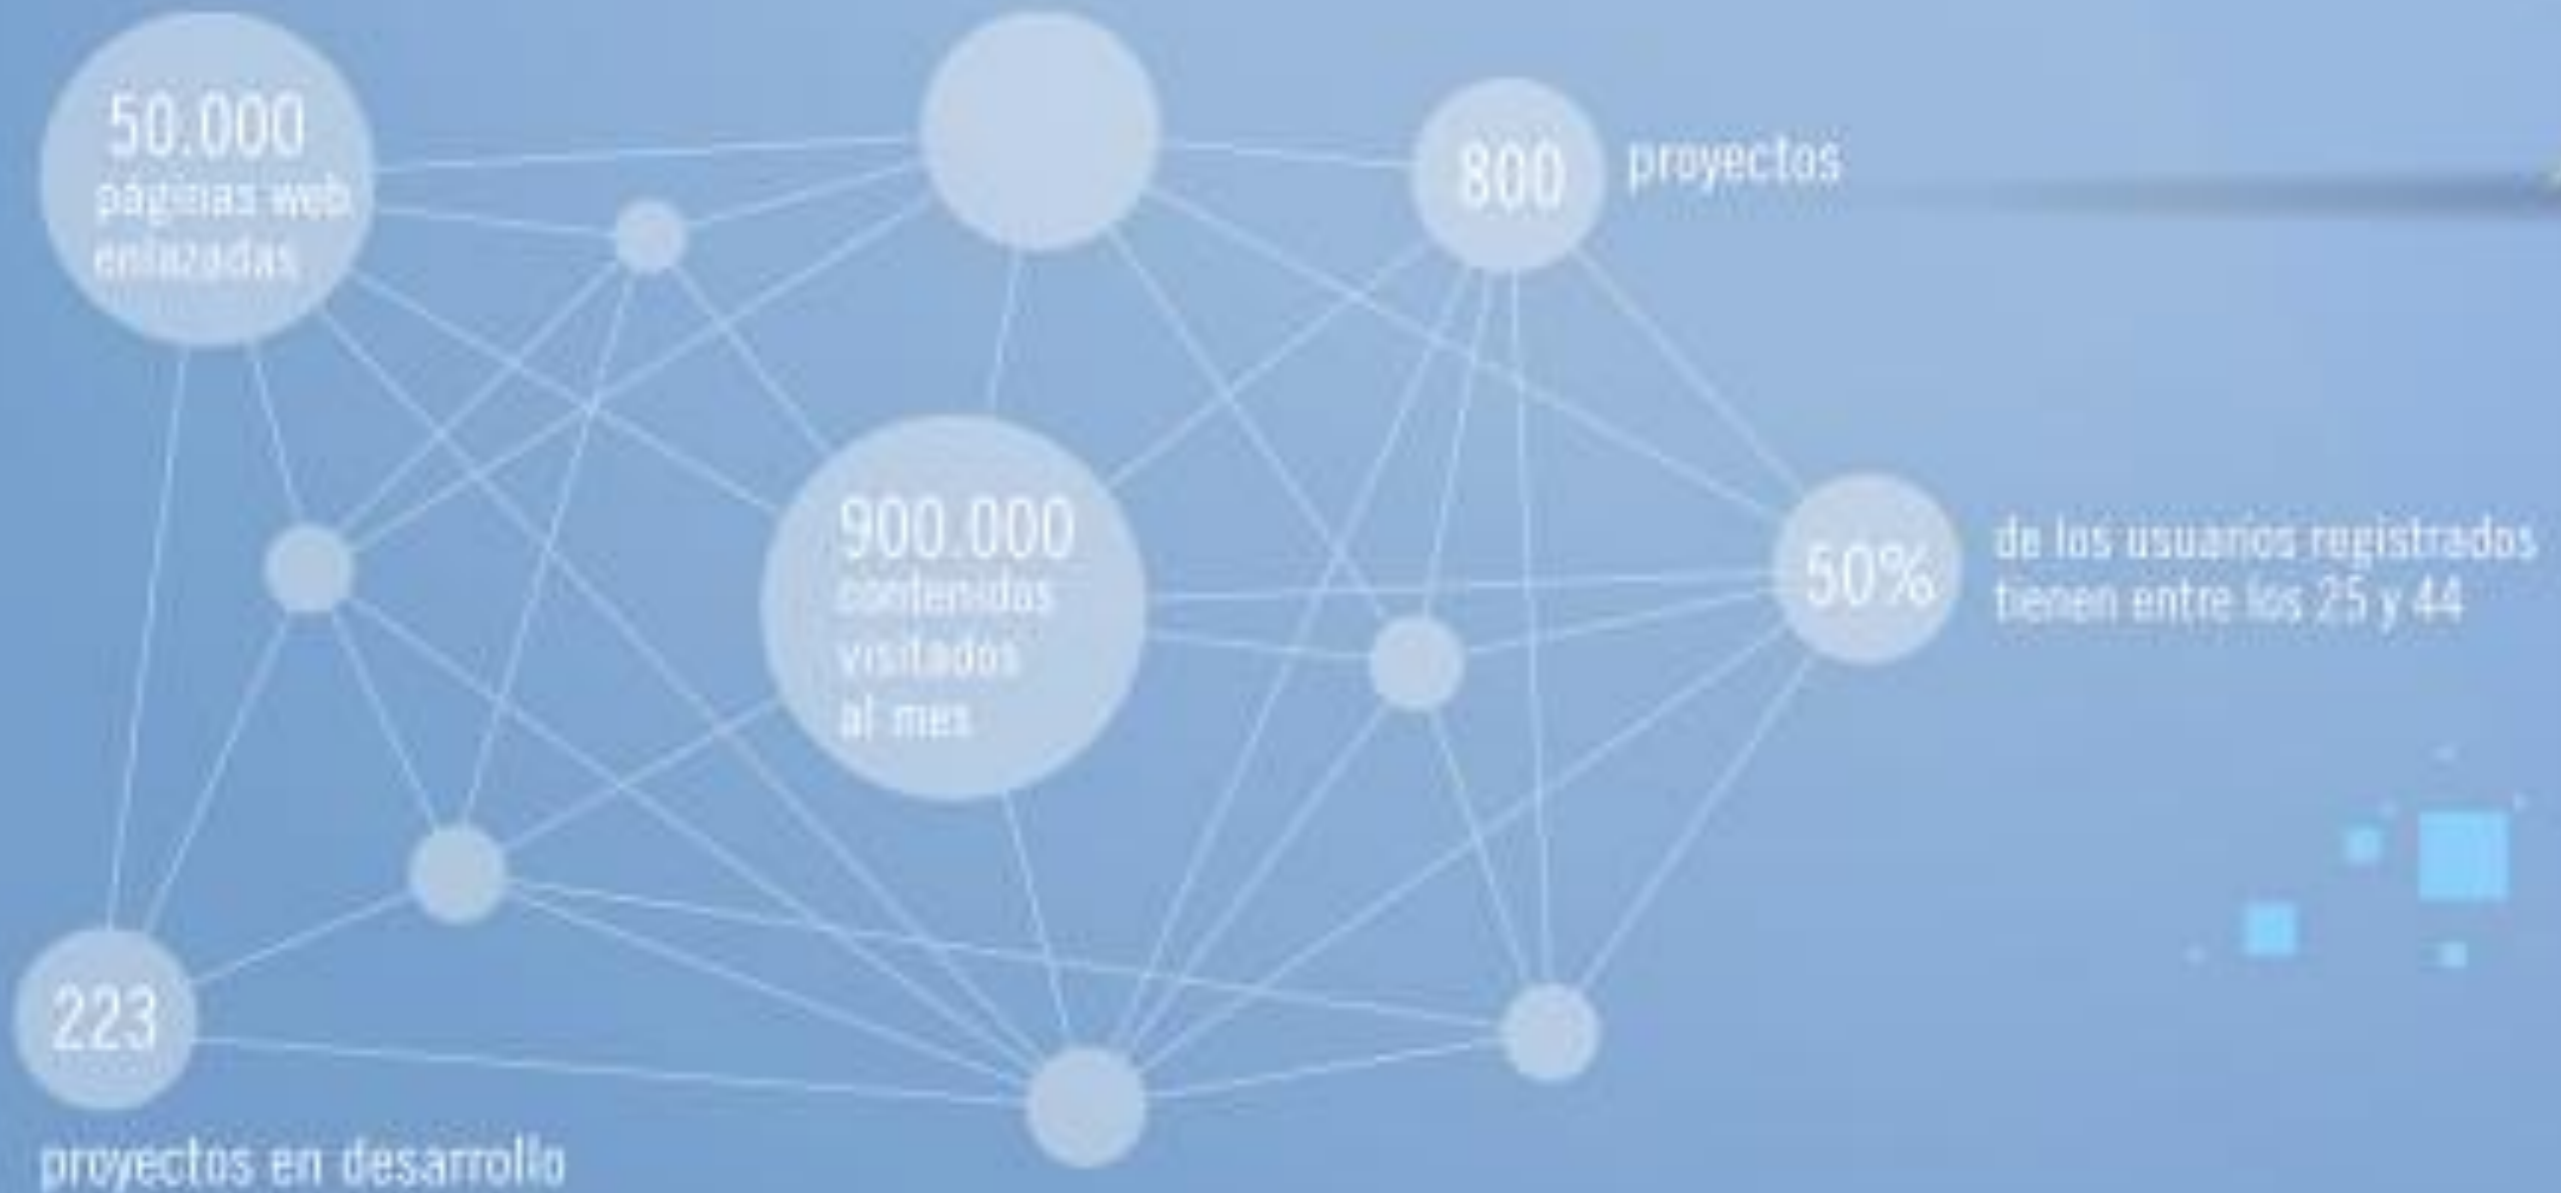 50.000
páginas web
enlazadas
800
proyectos
900.000
contenidos
visitados
al mes
50%
de los usuarios registrados
tienen entre los 25 y 44
223
proyectos en desarrollo